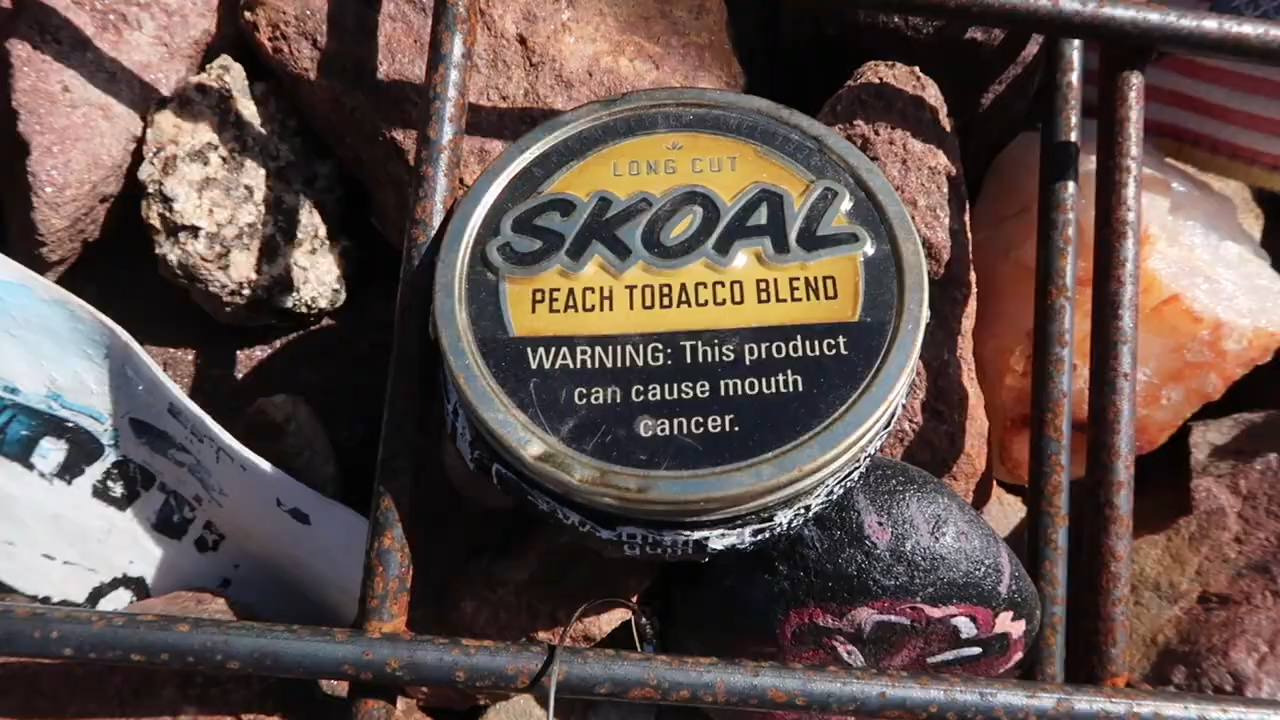 LONG CUT
SKOAL
PEACH TOBACCO BLEND
WARNING: This product
can cause mouth
cancer.